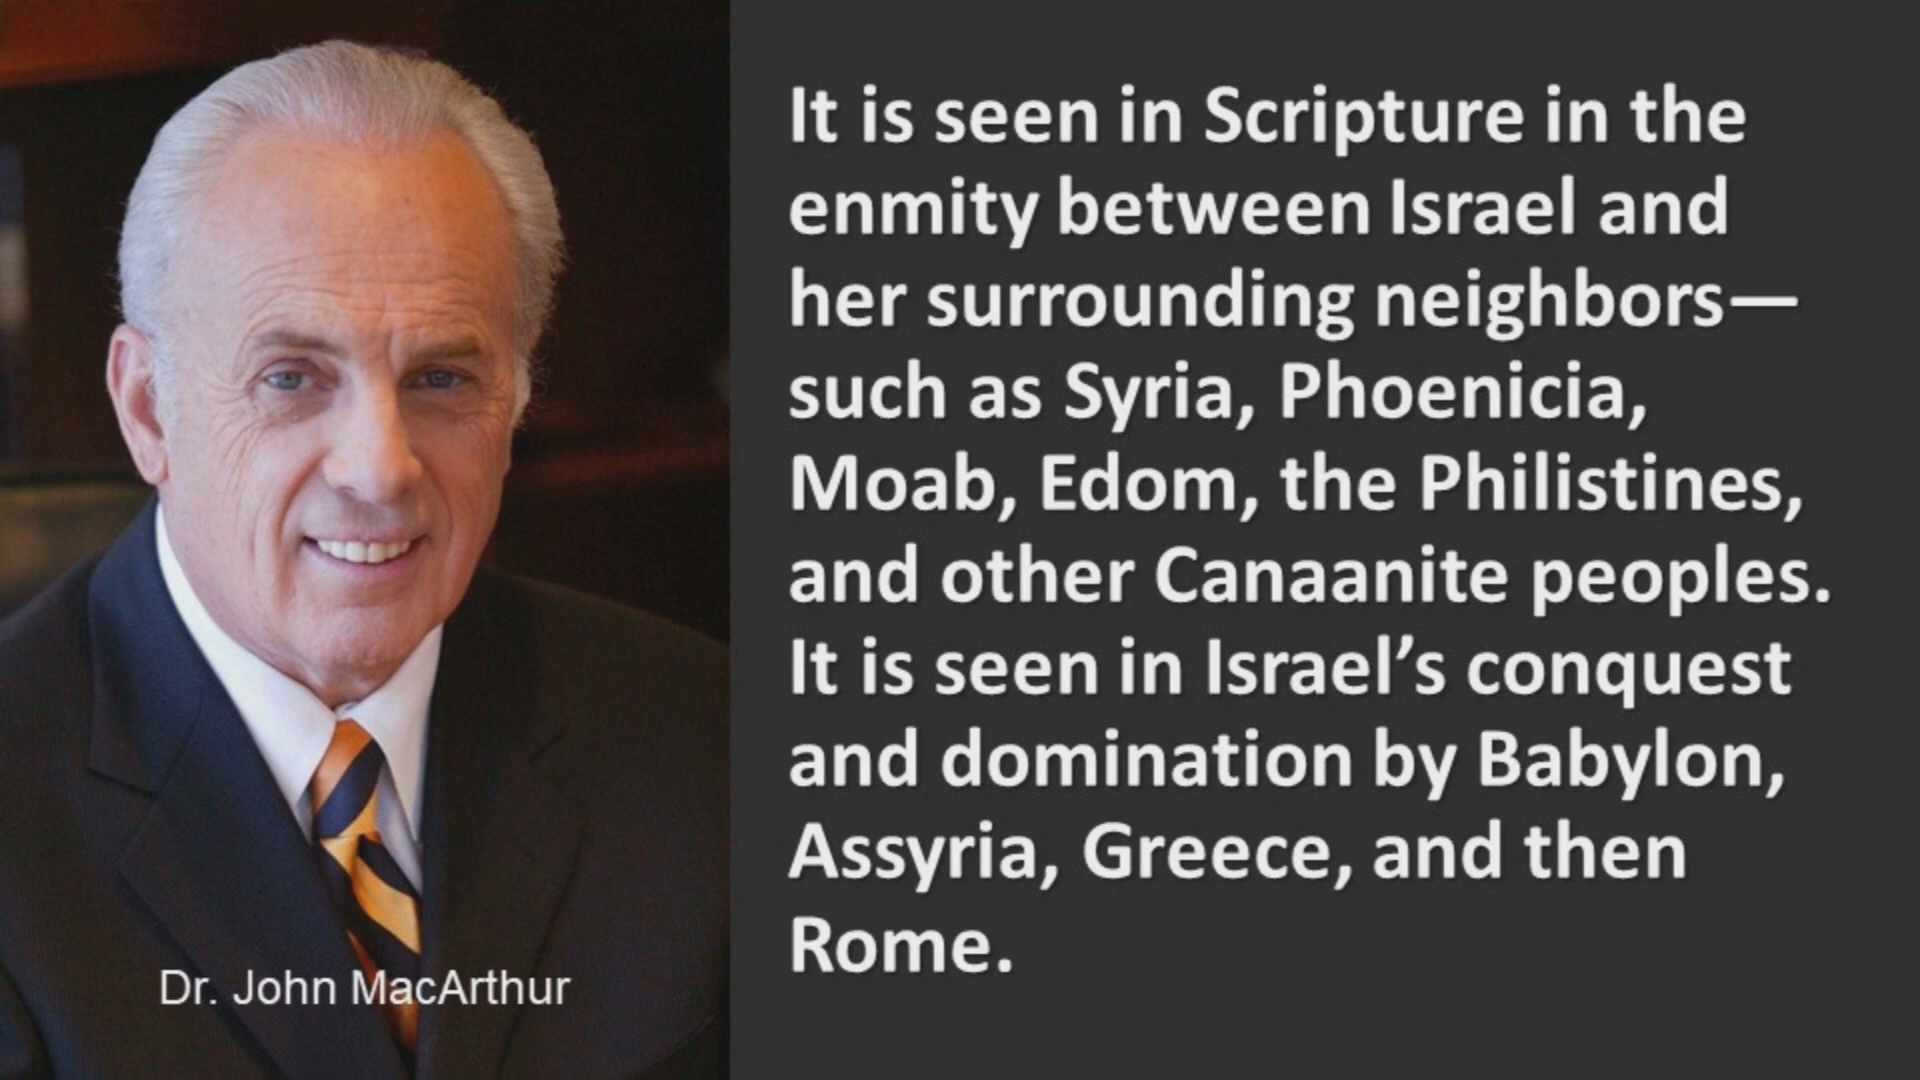 It is seen in Scripture in the
enmity between Israel and
her surrounding neighbors—
such as Syria, Phoenicia,
Moab, Edom, the Philistines,
and other Canaanite peoples.
It is seen in Israel’s conquest
and domination by Babylon,
Assyria, Greece, and then
Rome.
Dr. John MacArthur